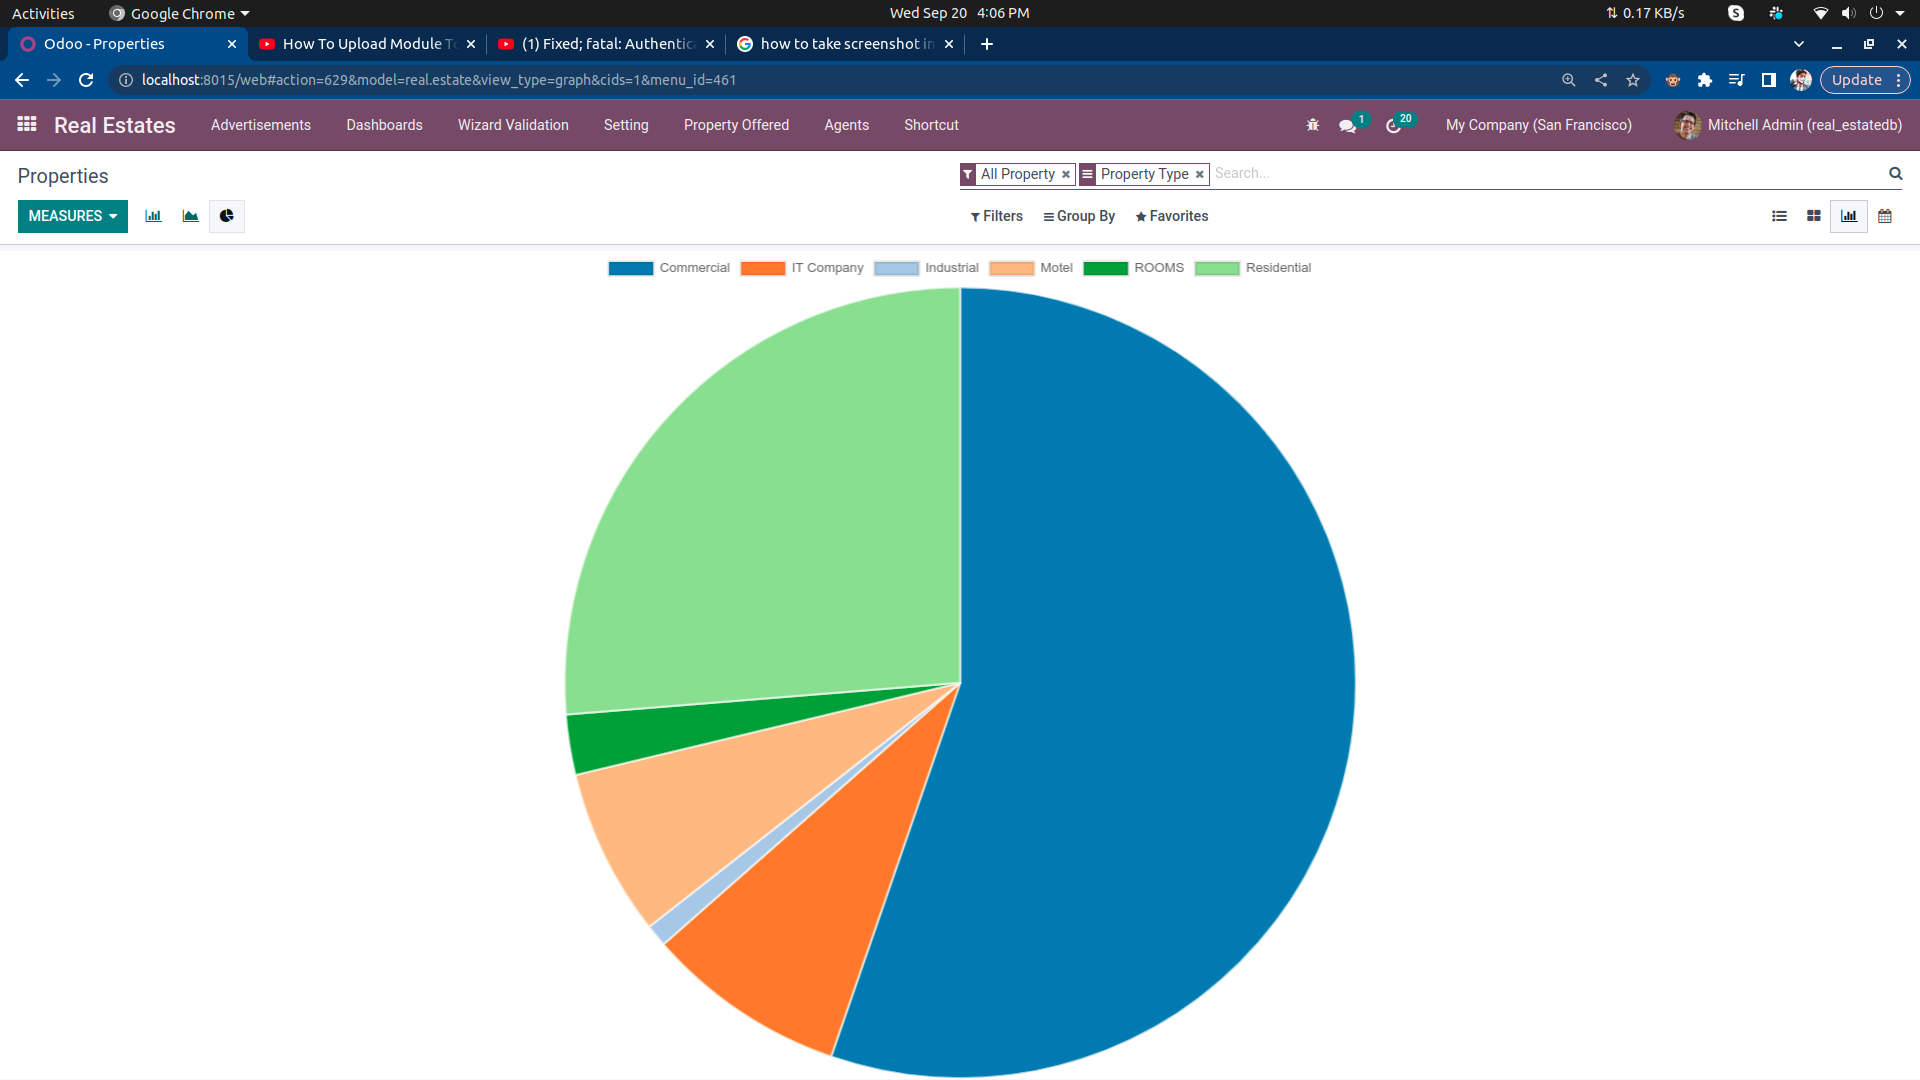 Activities Google Chrome Wed Sep 20 4:06 PM 0.17 KB/s
Odoo - Properties How To Upload Module To (1) Fixed; fatal: Authentica how to take screenshot in
localhost:8015/web#action=629&model=real.estate&view_type=graph&cids=1&menu_id=461 Update
Real Estates Advertisements Dashboards Wizard Validation Setting Property Offered Agents Shortcut 1 20 My Company (San Francisco) Mitchell Admin (real_estatedb)
Properties All Property Property Type Search...
MEASURES Filters Group By Favorites
Commercial IT Company Industrial Motel ROOMS Residential